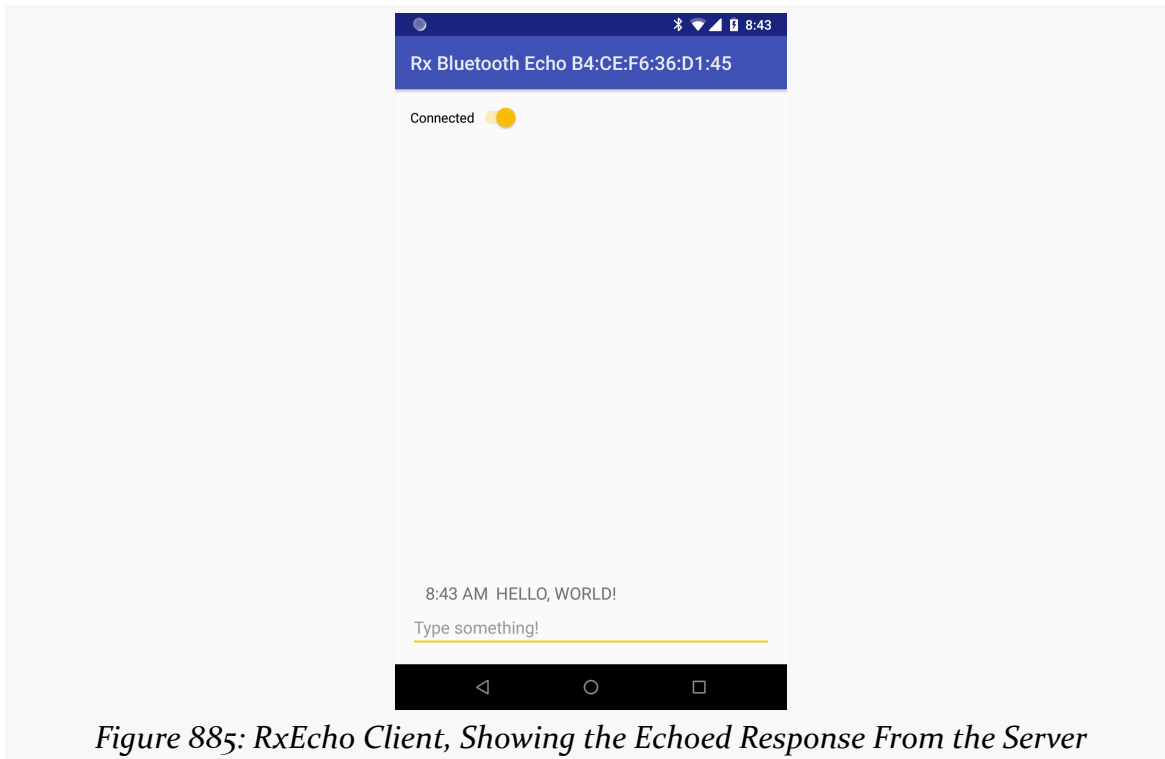 8:43
Rx Bluetooth Echo B4:CE:F6:36:D1:45
Connected
8:43 AM HELLO, WORLD!
Type something!
Figure 885: RxEcho Client, Showing the Echoed Response From the Server